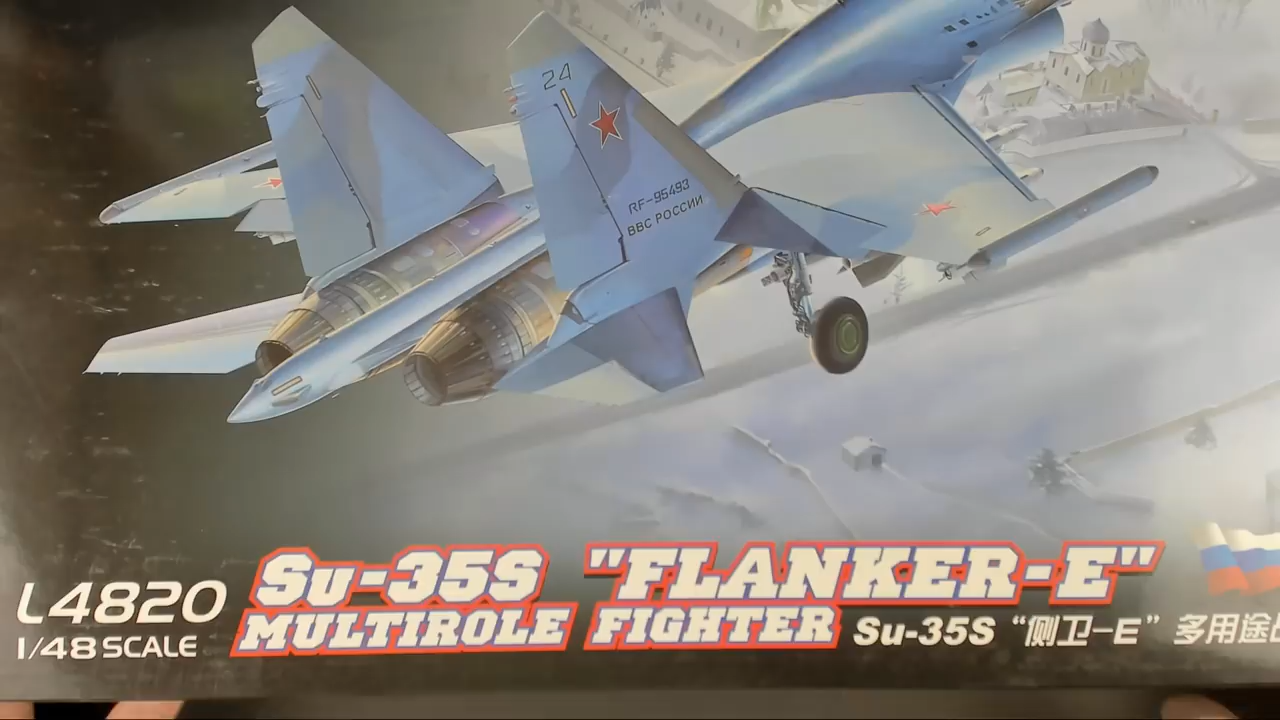 24
RF-95493
ВВС РОССИИ
L4820
1/48 SCALE
Su-35S "FLANKER-E"
MULTIROLE FIGHTER
Su-35S “侧卫-E” 多用途